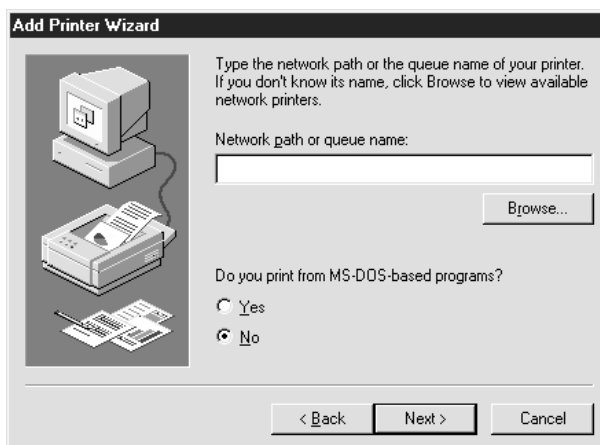 Add Printer Wizard
Type the network path or the queue name of your printer.
If you don't know its name, click Browse to view available
network printers.
Network path or queue name:
Browse...
Do you print from MS-DOS-based programs?
Yes
No
< Back
Next >
Cancel